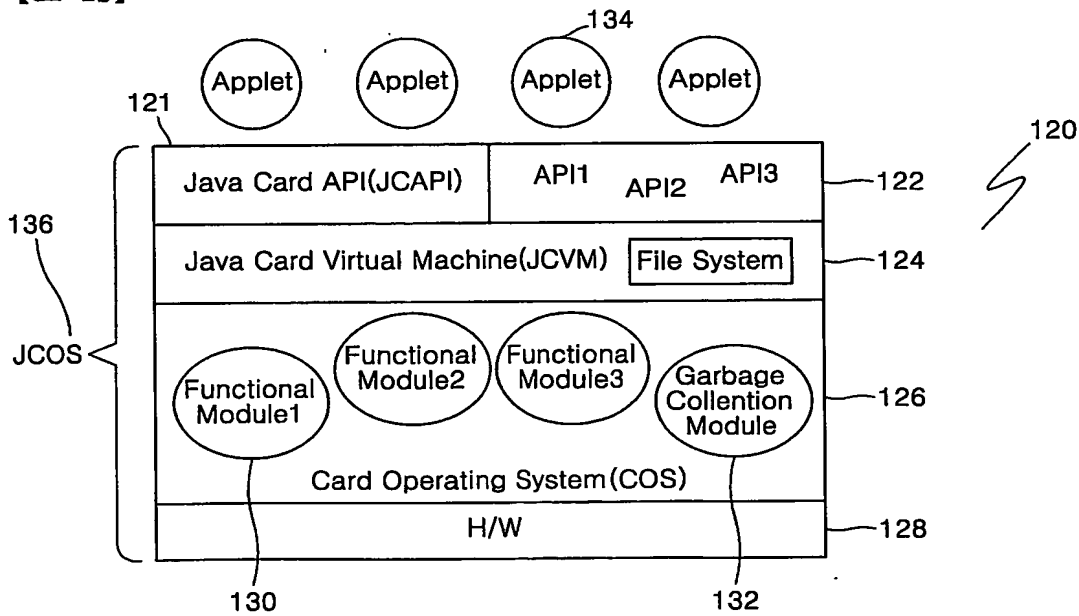 134
Applet Applet Applet Applet
121
120
Java Card API(JCAPI) API1 API2 API3
122
136
Java Card Virtual Machine(JCVM) File System
124
JCOS
Functional
Module1
Functional
Module2
Functional
Module3
Garbage
Collention
Module
126
Card Operating System(COS)
H/W
128
130
132